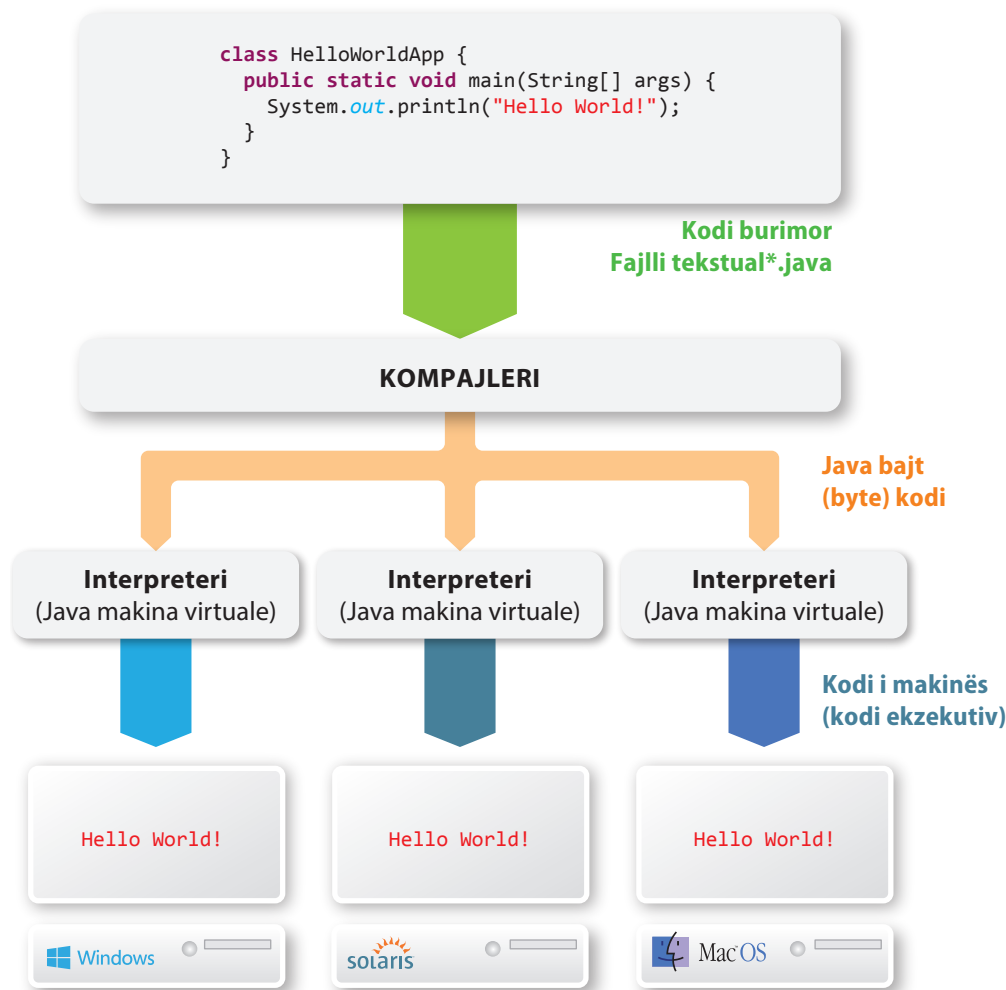 class HelloWorldApp {
public static void main(String[] args) {
System.out.println("Hello World!");
}
}
Kodi burimor
Fajlli tekstual*.java
KOMPAJLERI
Java bajt
(byte) kodi
Interpreteri
(Java makina virtuale)
Interpreteri
(Java makina virtuale)
Interpreteri
(Java makina virtuale)
Kodi i makinës
(kodi ekzekutiv)
Hello World!
Hello World!
Hello World!
Windows
solaris
Mac OS